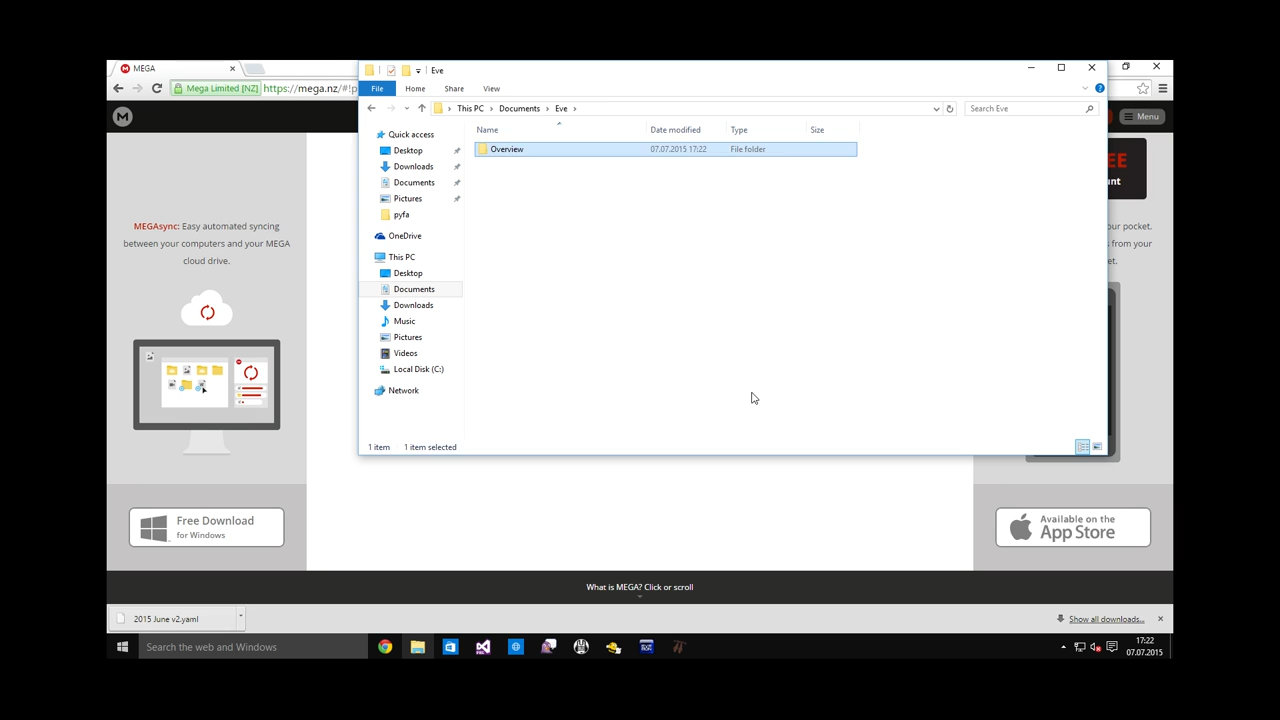 MEGA
Eve
File
Home
Share
View
Mega Limited [NZ]
https://mega.nz/#!p
This PC
Documents
Eve
Search Eve
Menu
Name
Date modified
Type
Size
Overview
07.07.2015 17:22
File folder
Quick access
Desktop
Downloads
Documents
Pictures
pyfa
OneDrive
This PC
Desktop
Documents
Downloads
Music
Pictures
Videos
Local Disk (C:)
Network
1 item
1 item selected
MEGAsync: Easy automated syncing
between your computers and your MEGA
cloud drive.
EE
unt
ur pocket.
s from your
et.
Free Download
for Windows
Available on the
App Store
What is MEGA? Click or scroll
2015 June v2.yaml
Show all downloads...
Search the web and Windows
17:22
07.07.2015